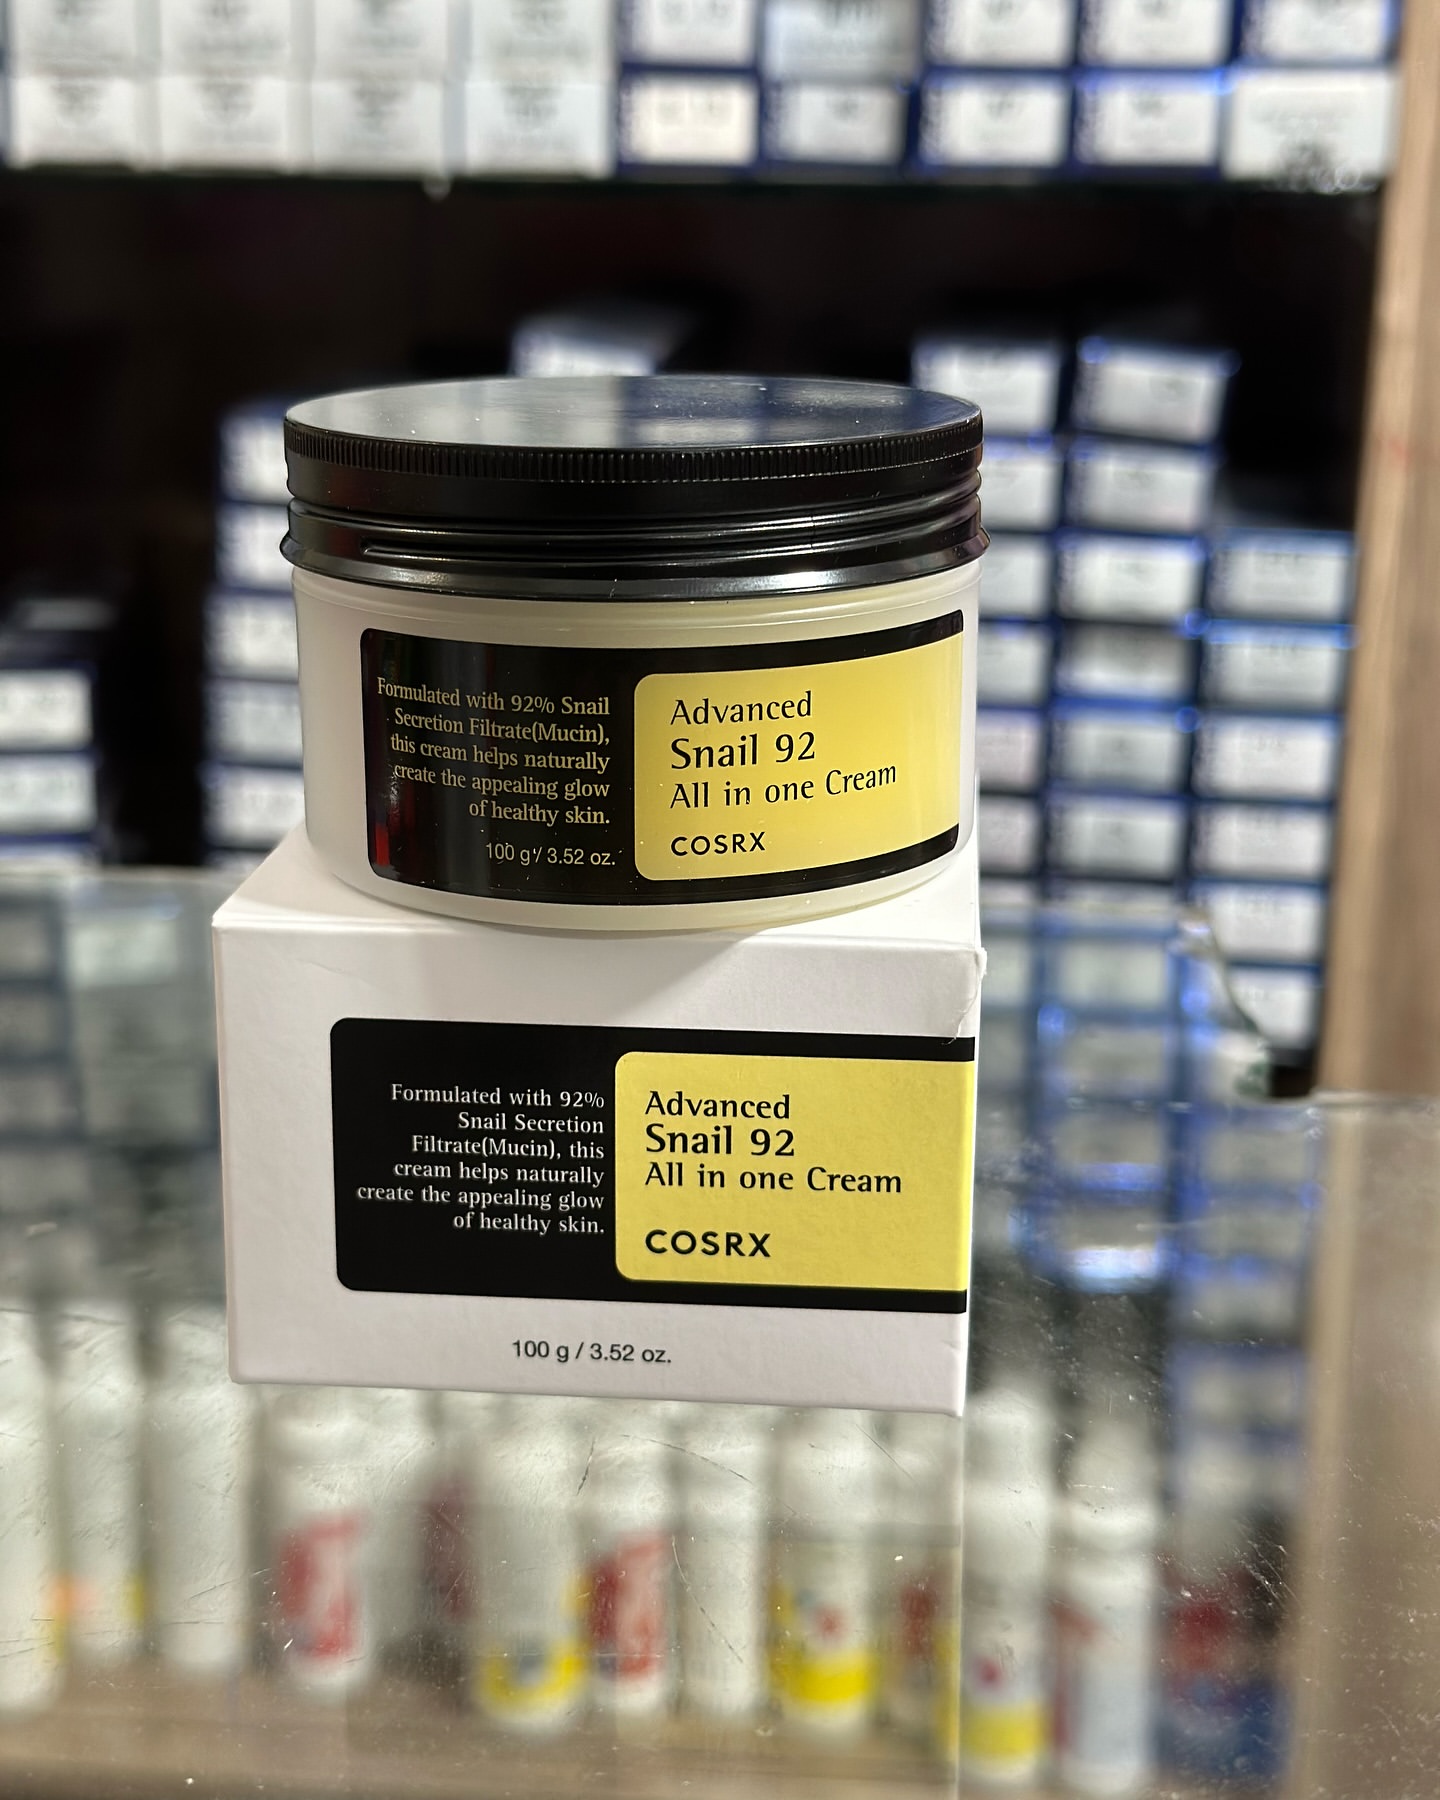 Formulated with 92% Snail
Secretion Filtrate(Mucin),
this cream helps naturally
create the appealing glow
of healthy skin.
100 g / 3.52 oz.
Advanced
Snail 92
All in one Cream
COSRX
Formulated with 92%
Snail Secretion
Filtrate(Mucin), this
cream helps naturally
create the appealing glow
of healthy skin.
Advanced
Snail 92
All in one Cream
COSRX
100 g / 3.52 oz.